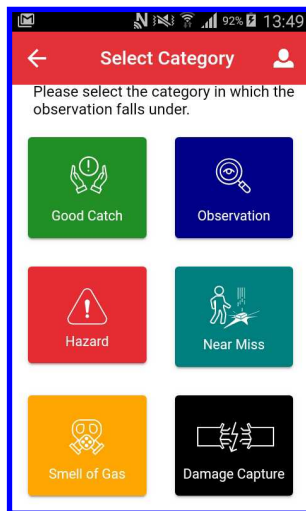 92% 13:49
Select Category
Please select the category in which the
observation falls under.
Good Catch
Observation
Hazard
Near Miss
Smell of Gas
Damage Capture